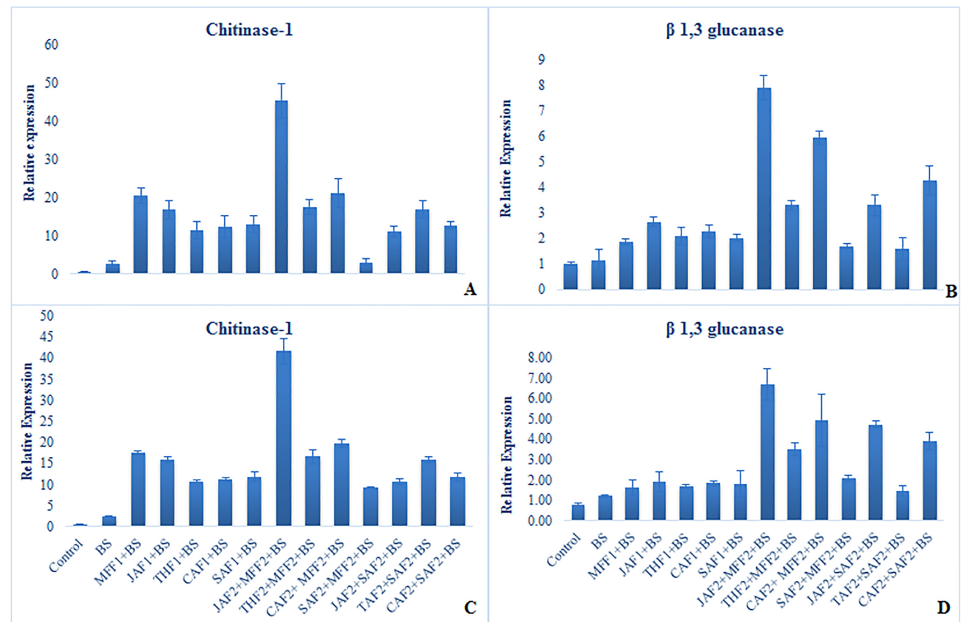 Chitinase-1
Relative expression
60
50
40
30
20
10
0
A
β 1,3 glucanase
Relative Expression
9
8
7
6
5
4
3
2
1
0
B
Chitinase-1
Relative Expression
50
45
40
35
30
25
20
15
10
5
0
Control
BS
MFF1+BS
JAF1+BS
THF1+BS
CAF1+BS
SAF1+BS
JAF2+MFF2+BS
THF2+MFF2+BS
CAF2+ MFF2+BS
SAF2+MFF2+BS
JAF2+SAF2+BS
TAF2+SAF2+BS
CAF2+SAF2+BS
C
β 1,3 glucanase
Relative Expression
8.00
7.00
6.00
5.00
4.00
3.00
2.00
1.00
0.00
Control
BS
MFF1+BS
JAF1+BS
THF1+BS
CAF1+BS
SAF1+BS
JAF2+MFF2+BS
THF2+MFF2+BS
CAF2+ MFF2+BS
SAF2+MFF2+BS
JAF2+SAF2+BS
TAF2+SAF2+BS
CAF2+SAF2+BS
D